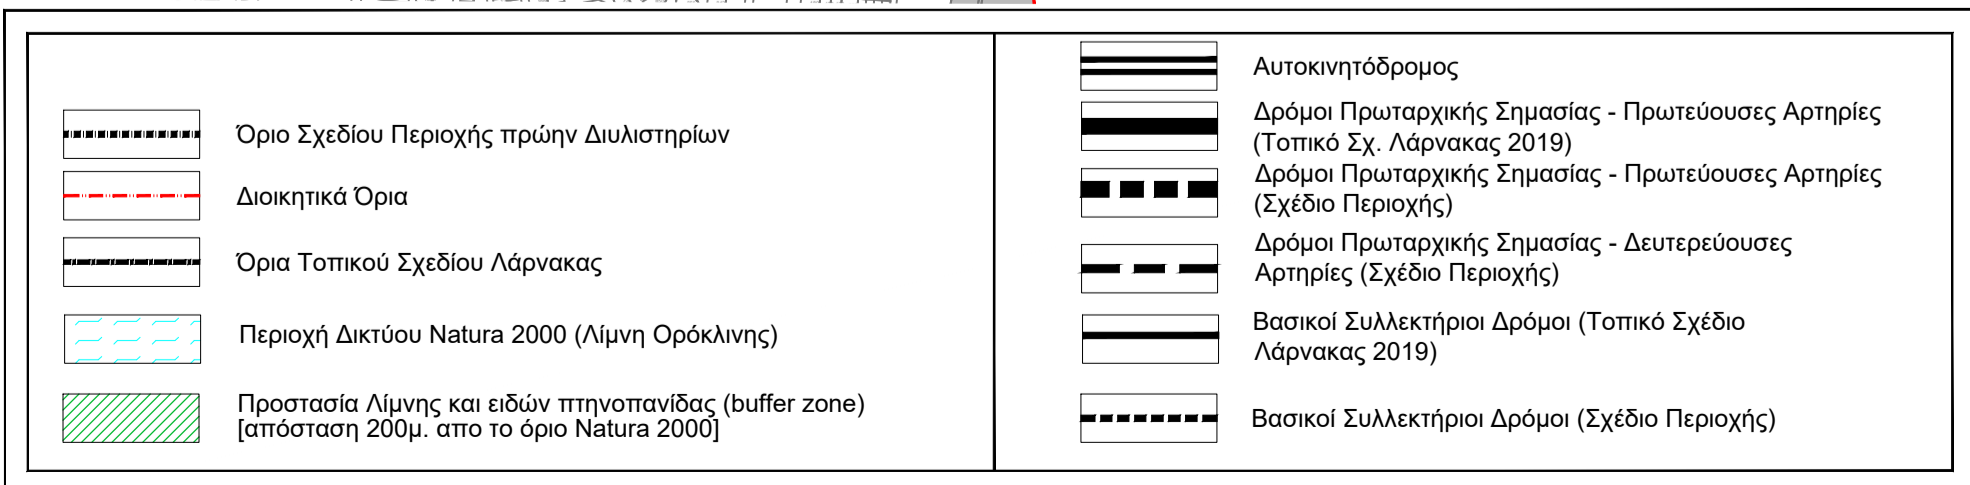 Όριο Σχεδίου Περιοχής πρώην Διυλιστηρίων
Διοικητικά Όρια
Όρια Τοπικού Σχεδίου Λάρνακας
Περιοχή Δικτύου Natura 2000 (Λίμνη Ορόκλινης)
Προστασία Λίμνης και ειδών πτηνοπανίδας (buffer zone)
[απόσταση 200μ. απο το όριο Natura 2000]
Αυτοκινητόδρομος
Δρόμοι Πρωταρχικής Σημασίας - Πρωτεύουσες Αρτηρίες
(Τοπικό Σχ. Λάρνακας 2019)
Δρόμοι Πρωταρχικής Σημασίας - Πρωτεύουσες Αρτηρίες
(Σχέδιο Περιοχής)
Δρόμοι Πρωταρχικής Σημασίας - Δευτερεύουσες
Αρτηρίες (Σχέδιο Περιοχής)
Βασικοί Συλλεκτήριοι Δρόμοι (Τοπικό Σχέδιο
Λάρνακας 2019)
Βασικοί Συλλεκτήριοι Δρόμοι (Σχέδιο Περιοχής)